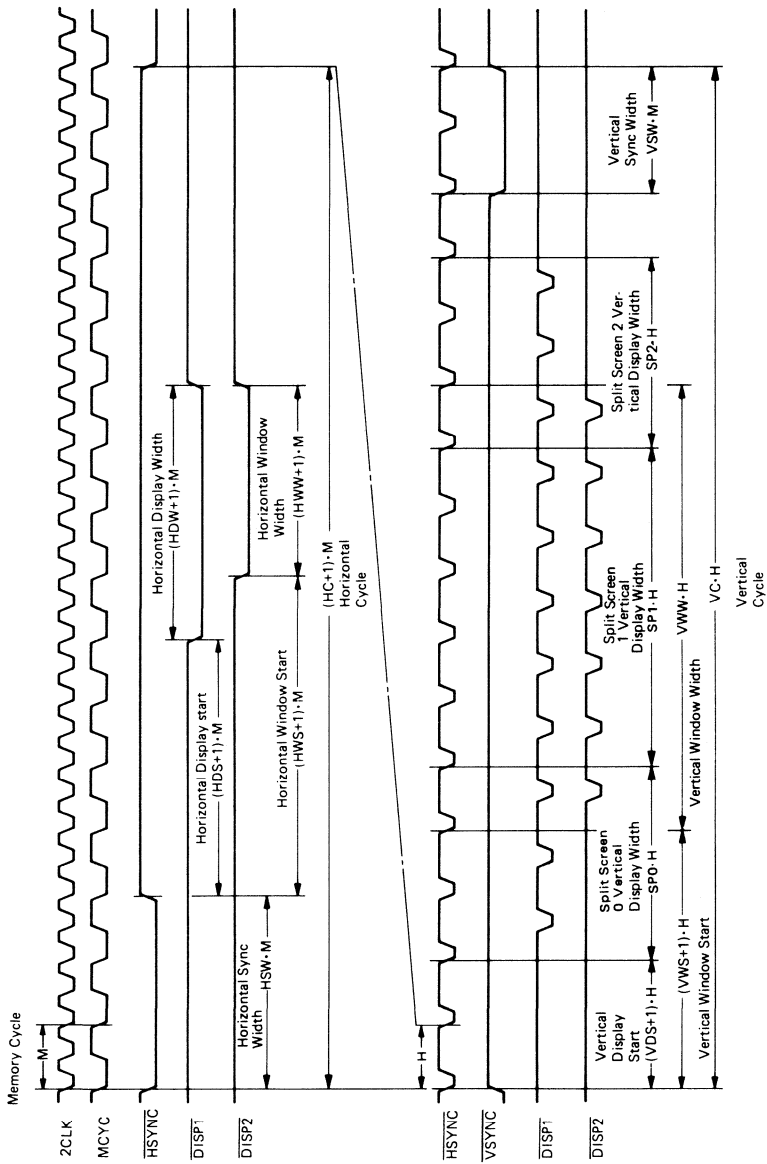 Memory Cycle
M
2CLK
MCYC
HSYNC
DISP1
DISP2
Horizontal Sync
Width
HSW·M
Horizontal Display start
(HDS+1)·M
Horizontal Display Width
(HDW+1)·M
Horizontal Window Start
(HWS+1)·M
Horizontal Window
Width
(HWW+1)·M
(HC+1)·M
Horizontal
Cycle
H
HSYNC
VSYNC
DISP1
DISP2
Vertical
Display
Start
(VDS+1)·H
Split Screen
0 Vertical
Display Width
SP0·H
Split Screen
1 Vertical
Display Width
SP1·H
Split Screen 2 Ver-
tical Display Width
SP2·H
Vertical
Sync Width
VSW·M
(VWS+1)·H
Vertical Window Start
VWW·H
Vertical Window Width
VC·H
Vertical
Cycle